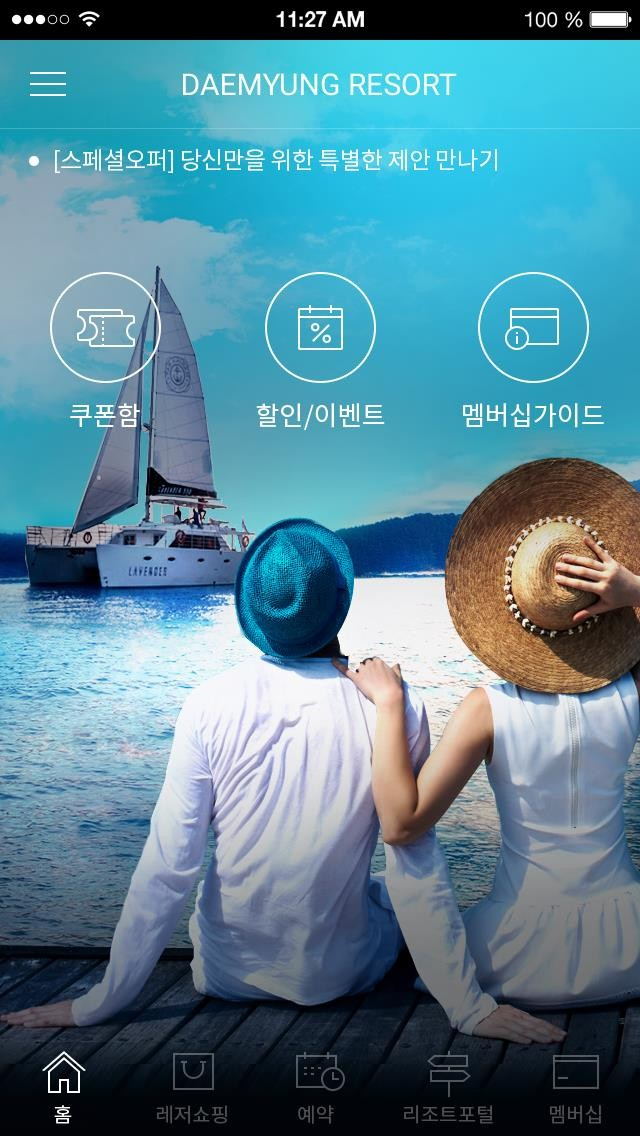 11:27 AM
100 %
DAEMYUNG RESORT
[스페셜오퍼] 당신만을 위한 특별한 제안 만나기
쿠폰함
할인/이벤트
멤버십가이드
LAVENDER
홈
레저쇼핑
예약
리조트포털
멤버십